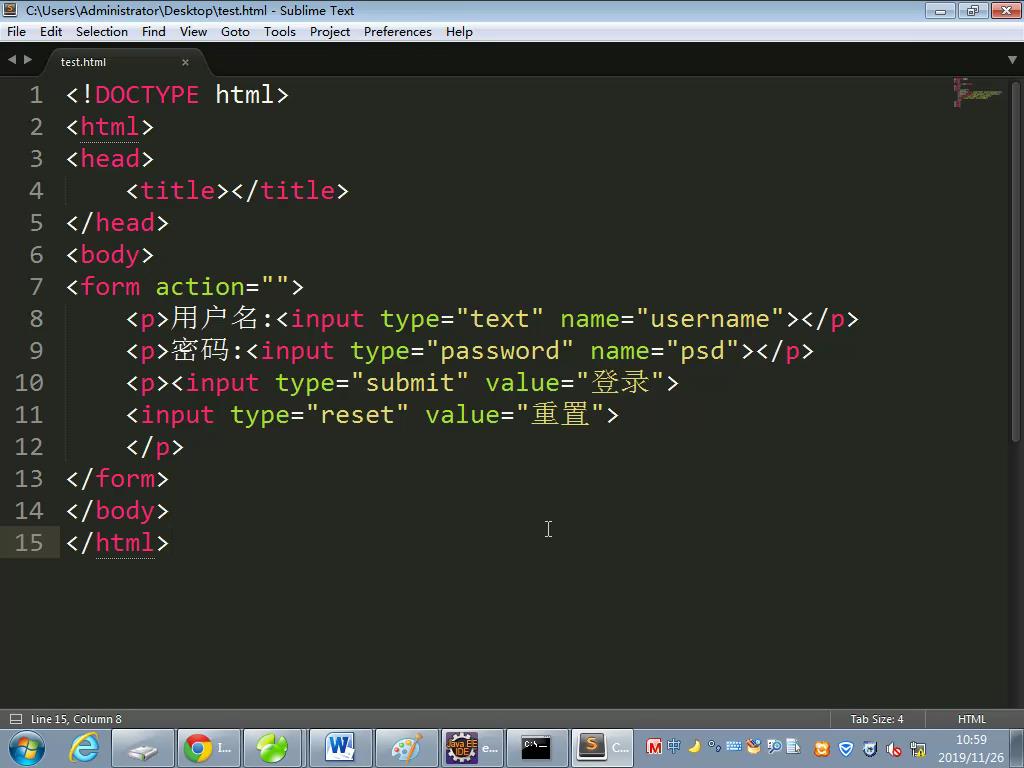 C:\Users\Administrator\Desktop\test.html - Sublime Text
File Edit Selection Find View Goto Tools Project Preferences Help
test.html ×
1 <!DOCTYPE html>
2 <html>
3 <head>
4     <title></title>
5 </head>
6 <body>
7 <form action="">
8     <p>用户名:<input type="text" name="username"></p>
9     <p>密码:<input type="password" name="psd"></p>
10     <p><input type="submit" value="登录">
11     <input type="reset" value="重置">
12     </p>
13 </form>
14 </body>
15 </html>
Line 15, Column 8 Tab Size: 4 HTML
I... Java EE IDE e... C:\_ C... M 中 10:59
2019/11/26